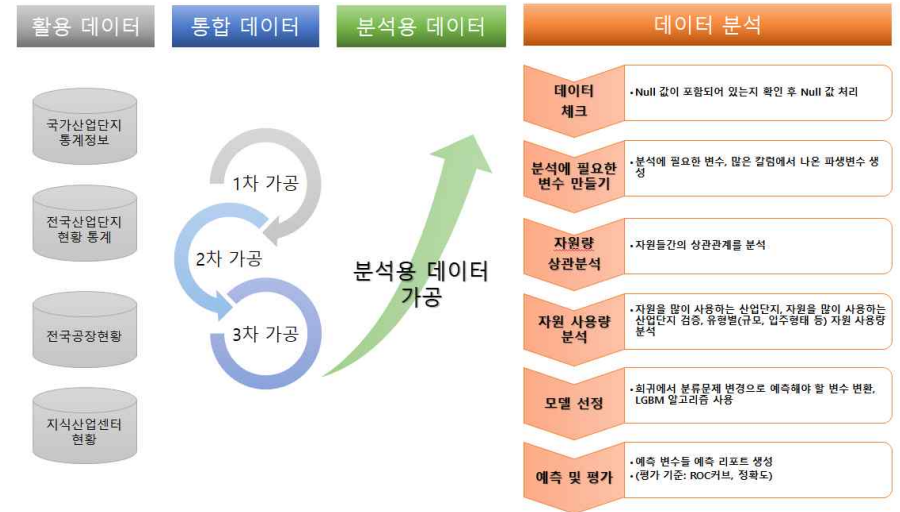 활용 데이터
통합 데이터
분석용 데이터
데이터 분석
국가산업단지
통계정보
전국산업단지
현황 통계
전국공장현황
지식산업센터
현황
1차 가공
2차 가공
3차 가공
분석용 데이터
가공
데이터
체크
• Null 값이 포함되어 있는지 확인 후 Null 값 처리
분석에 필요한
변수 만들기
• 분석에 필요한 변수, 많은 칼럼에서 나온 파생변수 생
성
자원량
상관분석
• 자원들간의 상관관계를 분석
자원 사용량
분석
• 자원을 많이 사용하는 산업단지, 자원을 많이 사용하는
산업단지 검증, 유형별(규모, 입주형태 등) 자원 사용량
분석
모델 선정
• 회귀에서 분류문제 변경으로 예측해야 할 변수 변환,
LGBM 알고리즘 사용
예측 및 평가
• 예측 변수들 예측 리포트 생성
• (평가 기준: ROC커브, 정확도)